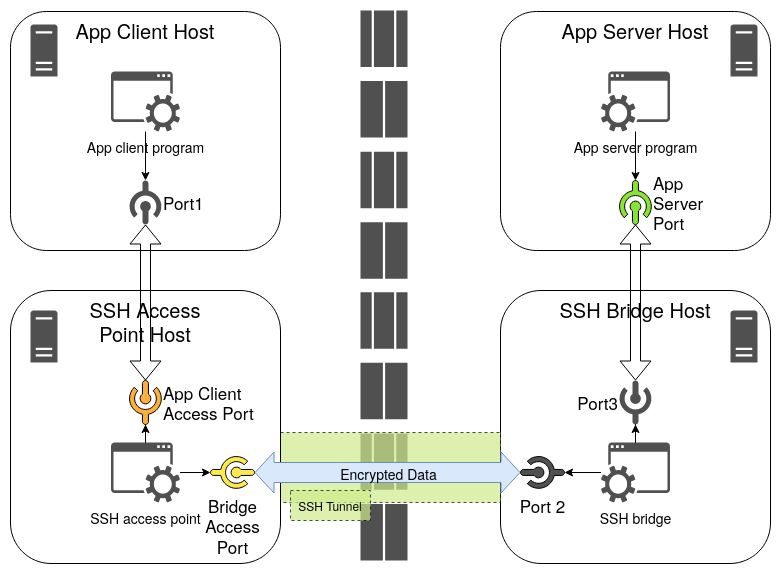 App Client Host
App client program
Port1
App Server Host
App server program
App
Server
Port
SSH Access
Point Host
App Client
Access Port
SSH access point
Bridge
Access
Port
Encrypted Data
SSH Tunnel
SSH Bridge Host
Port3
Port 2
SSH bridge